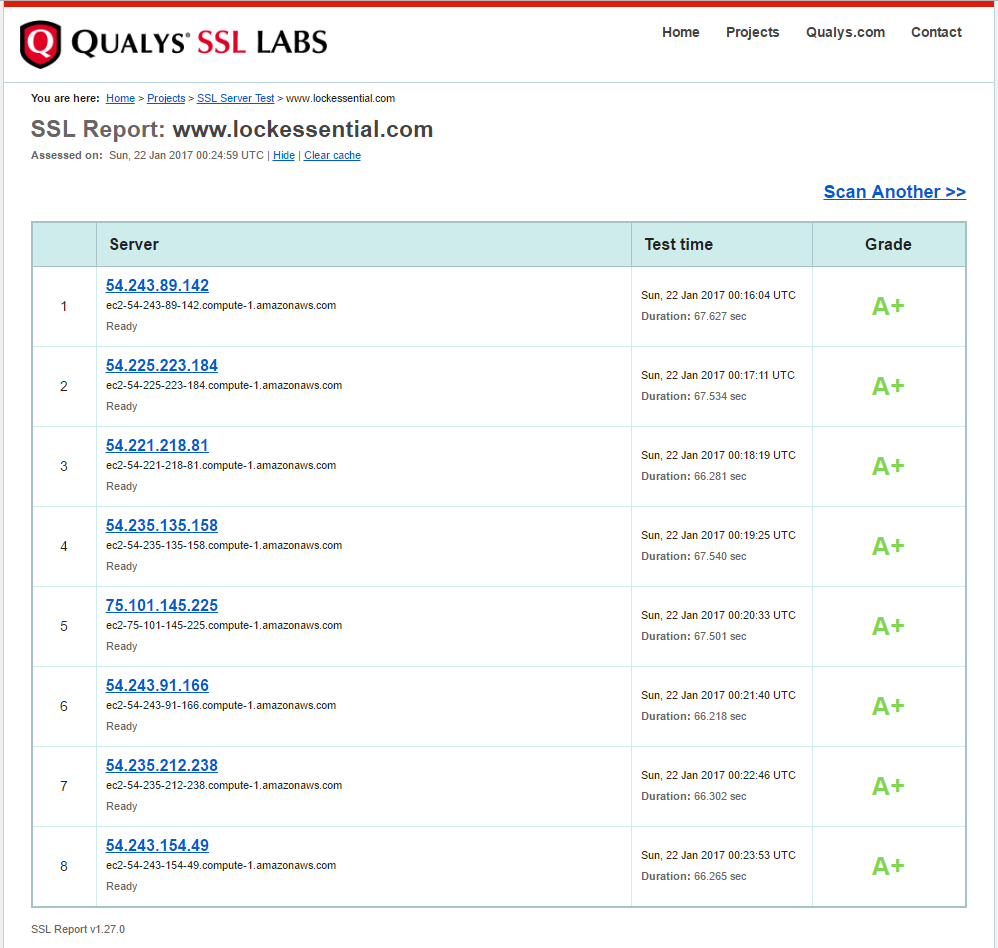 QUALYS® SSL LABS
Home Projects Qualys.com Contact
You are here: Home > Projects > SSL Server Test > www.lockessential.com
SSL Report: www.lockessential.com
Assessed on: Sun, 22 Jan 2017 00:24:59 UTC | Hide | Clear cache
Scan Another >>
Server Test time Grade
1
54.243.89.142
ec2-54-243-89-142.compute-1.amazonaws.com
Ready
Sun, 22 Jan 2017 00:16:04 UTC
Duration: 67.627 sec
A+
2
54.225.223.184
ec2-54-225-223-184.compute-1.amazonaws.com
Ready
Sun, 22 Jan 2017 00:17:11 UTC
Duration: 67.534 sec
A+
3
54.221.218.81
ec2-54-221-218-81.compute-1.amazonaws.com
Ready
Sun, 22 Jan 2017 00:18:19 UTC
Duration: 66.281 sec
A+
4
54.235.135.158
ec2-54-235-135-158.compute-1.amazonaws.com
Ready
Sun, 22 Jan 2017 00:19:25 UTC
Duration: 67.540 sec
A+
5
75.101.145.225
ec2-75-101-145-225.compute-1.amazonaws.com
Ready
Sun, 22 Jan 2017 00:20:33 UTC
Duration: 67.501 sec
A+
6
54.243.91.166
ec2-54-243-91-166.compute-1.amazonaws.com
Ready
Sun, 22 Jan 2017 00:21:40 UTC
Duration: 66.218 sec
A+
7
54.235.212.238
ec2-54-235-212-238.compute-1.amazonaws.com
Ready
Sun, 22 Jan 2017 00:22:46 UTC
Duration: 66.302 sec
A+
8
54.243.154.49
ec2-54-243-154-49.compute-1.amazonaws.com
Ready
Sun, 22 Jan 2017 00:23:53 UTC
Duration: 66.265 sec
A+
SSL Report v1.27.0